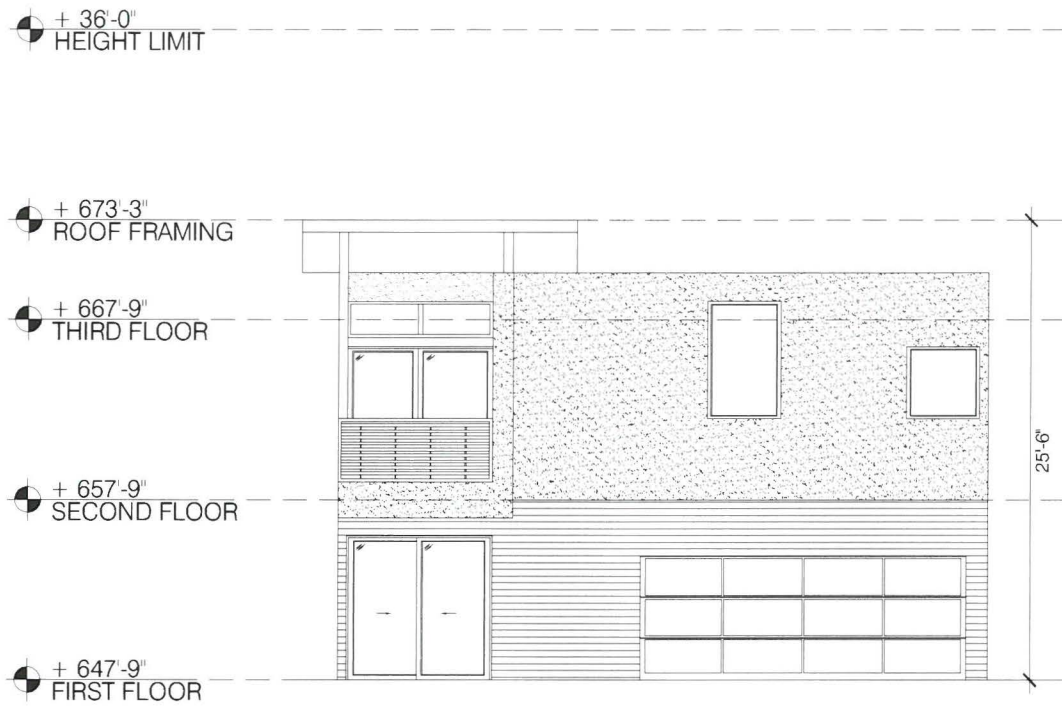 + 36'-0"
HEIGHT LIMIT
+ 673'-3"
ROOF FRAMING
+ 667'-9"
THIRD FLOOR
25'-6"
+ 657'-9"
SECOND FLOOR
+ 647'-9"
FIRST FLOOR